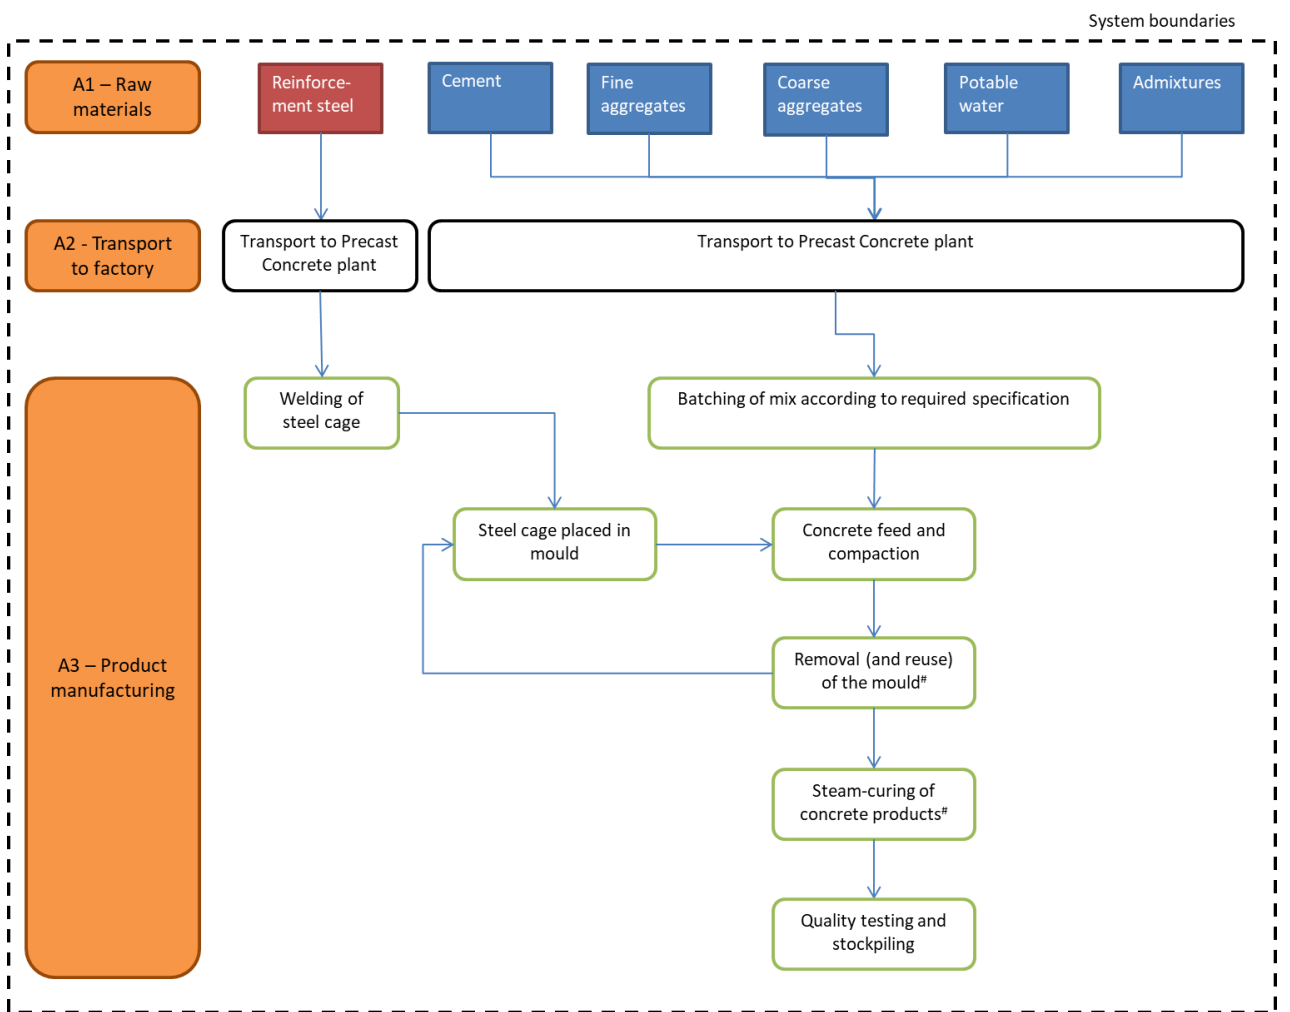 System boundaries
A1 – Raw
materials
Reinforce-
ment steel
Cement
Fine
aggregates
Coarse
aggregates
Potable
water
Admixtures
A2 - Transport
to factory
Transport to Precast
Concrete plant
Transport to Precast Concrete plant
Welding of
steel cage
Batching of mix according to required specification
Steel cage placed in
mould
Concrete feed and
compaction
A3 – Product
manufacturing
Removal (and reuse)
of the mould#
Steam-curing of
concrete products#
Quality testing and
stockpiling